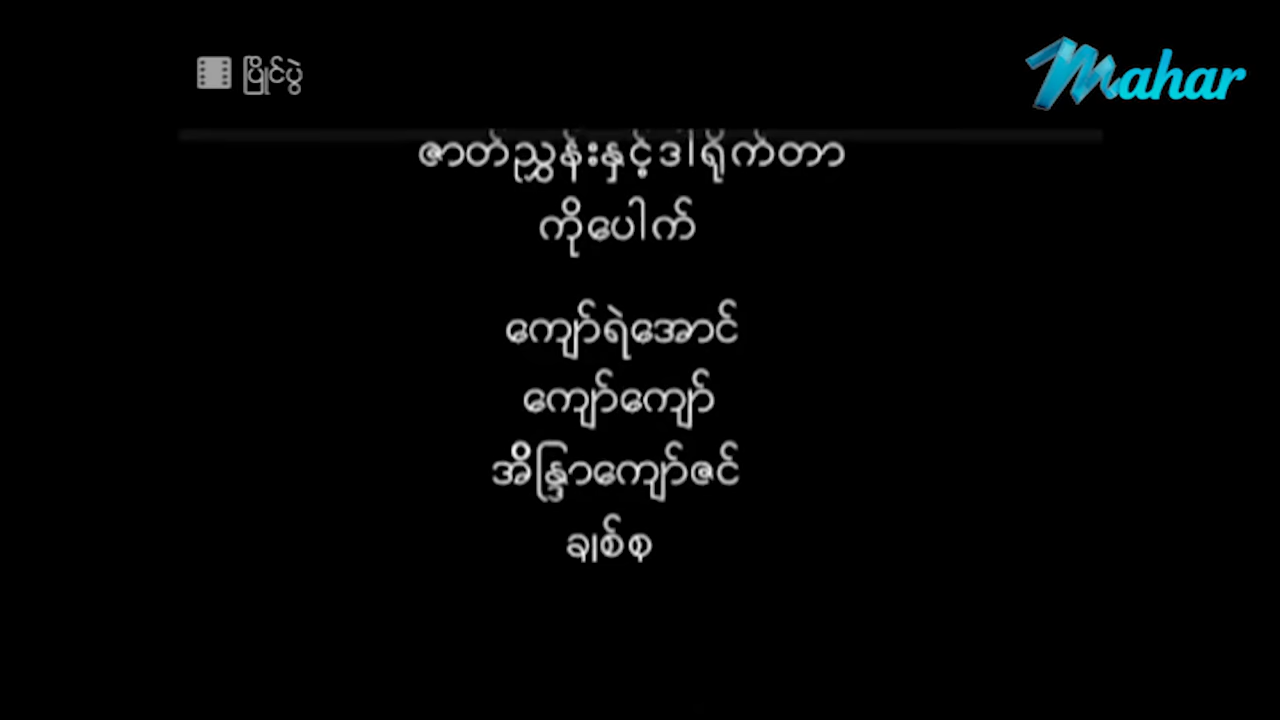 ပြိုင်ပွဲ
Mahar
ဇာတ်ညွှန်းနှင့်ဒါရိုက်တာ
ကိုပေါက်
ကျော်ရဲအောင်
ကျော်ကျော်
အိန္ဒြာကျော်ဇင်
ချစ်စု